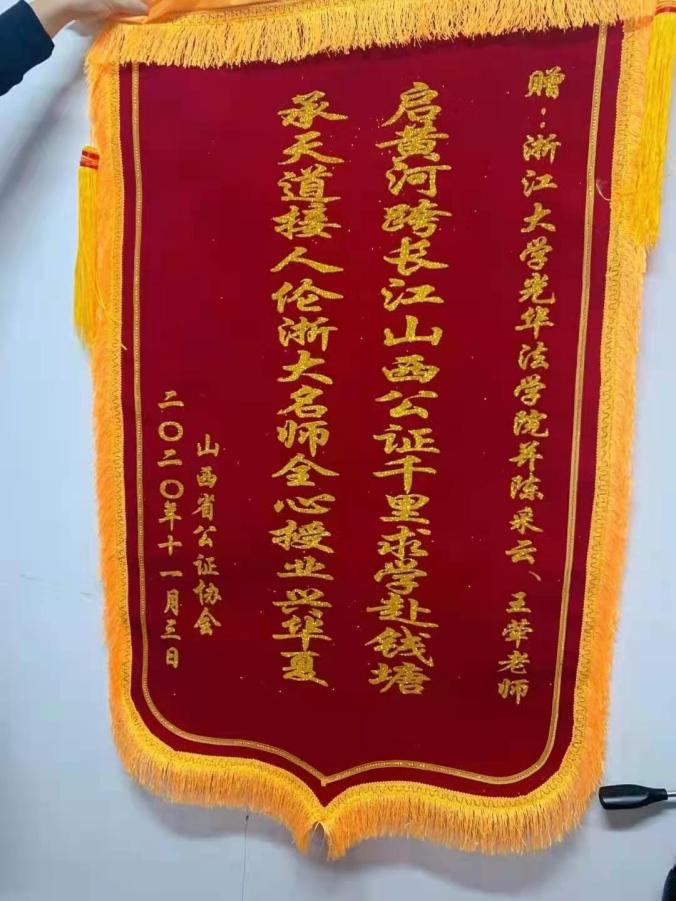 赠：浙江大学光华法学院并陈采云、王莘老师
启黄河跨长江山西公证千里求学赴钱塘
承天道接人伦浙大名师全心授业兴华夏
山西省公证协会
二〇二〇年十一月三日